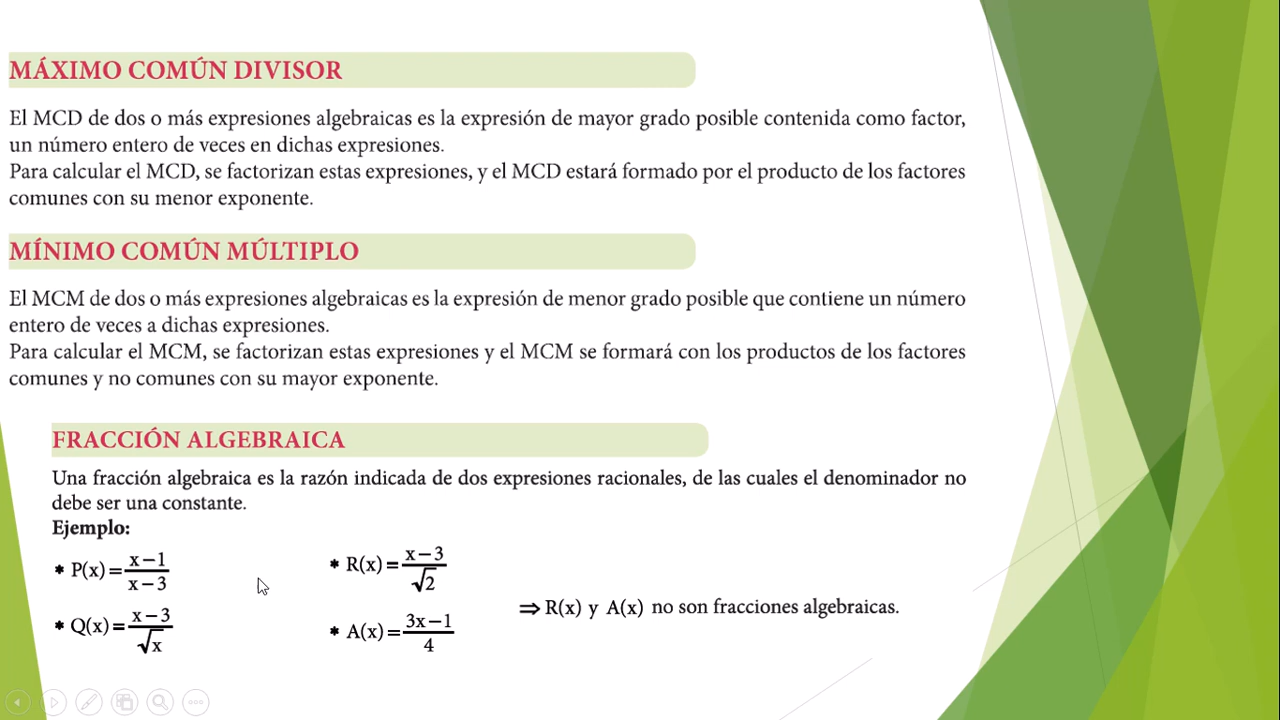 MÁXIMO COMÚN DIVISOR
El MCD de dos o más expresiones algebraicas es la expresión de mayor grado posible contenida como factor,
un número entero de veces en dichas expresiones.
Para calcular el MCD, se factorizan estas expresiones, y el MCD estará formado por el producto de los factores
comunes con su menor exponente.
MÍNIMO COMÚN MÚLTIPLO
El MCM de dos o más expresiones algebraicas es la expresión de menor grado posible que contiene un número
entero de veces a dichas expresiones.
Para calcular el MCM, se factorizan estas expresiones y el MCM se formará con los productos de los factores
comunes y no comunes con su mayor exponente.
FRACCIÓN ALGEBRAICA
Una fracción algebraica es la razón indicada de dos expresiones racionales, de las cuales el denominador no
debe ser una constante.
Ejemplo:
* P(x) = (x – 1)/(x – 3)
* Q(x) = (x – 3)/√x
* R(x) = (x – 3)/√2
* A(x) = (3x – 1)/4
⇒ R(x) y A(x) no son fracciones algebraicas.